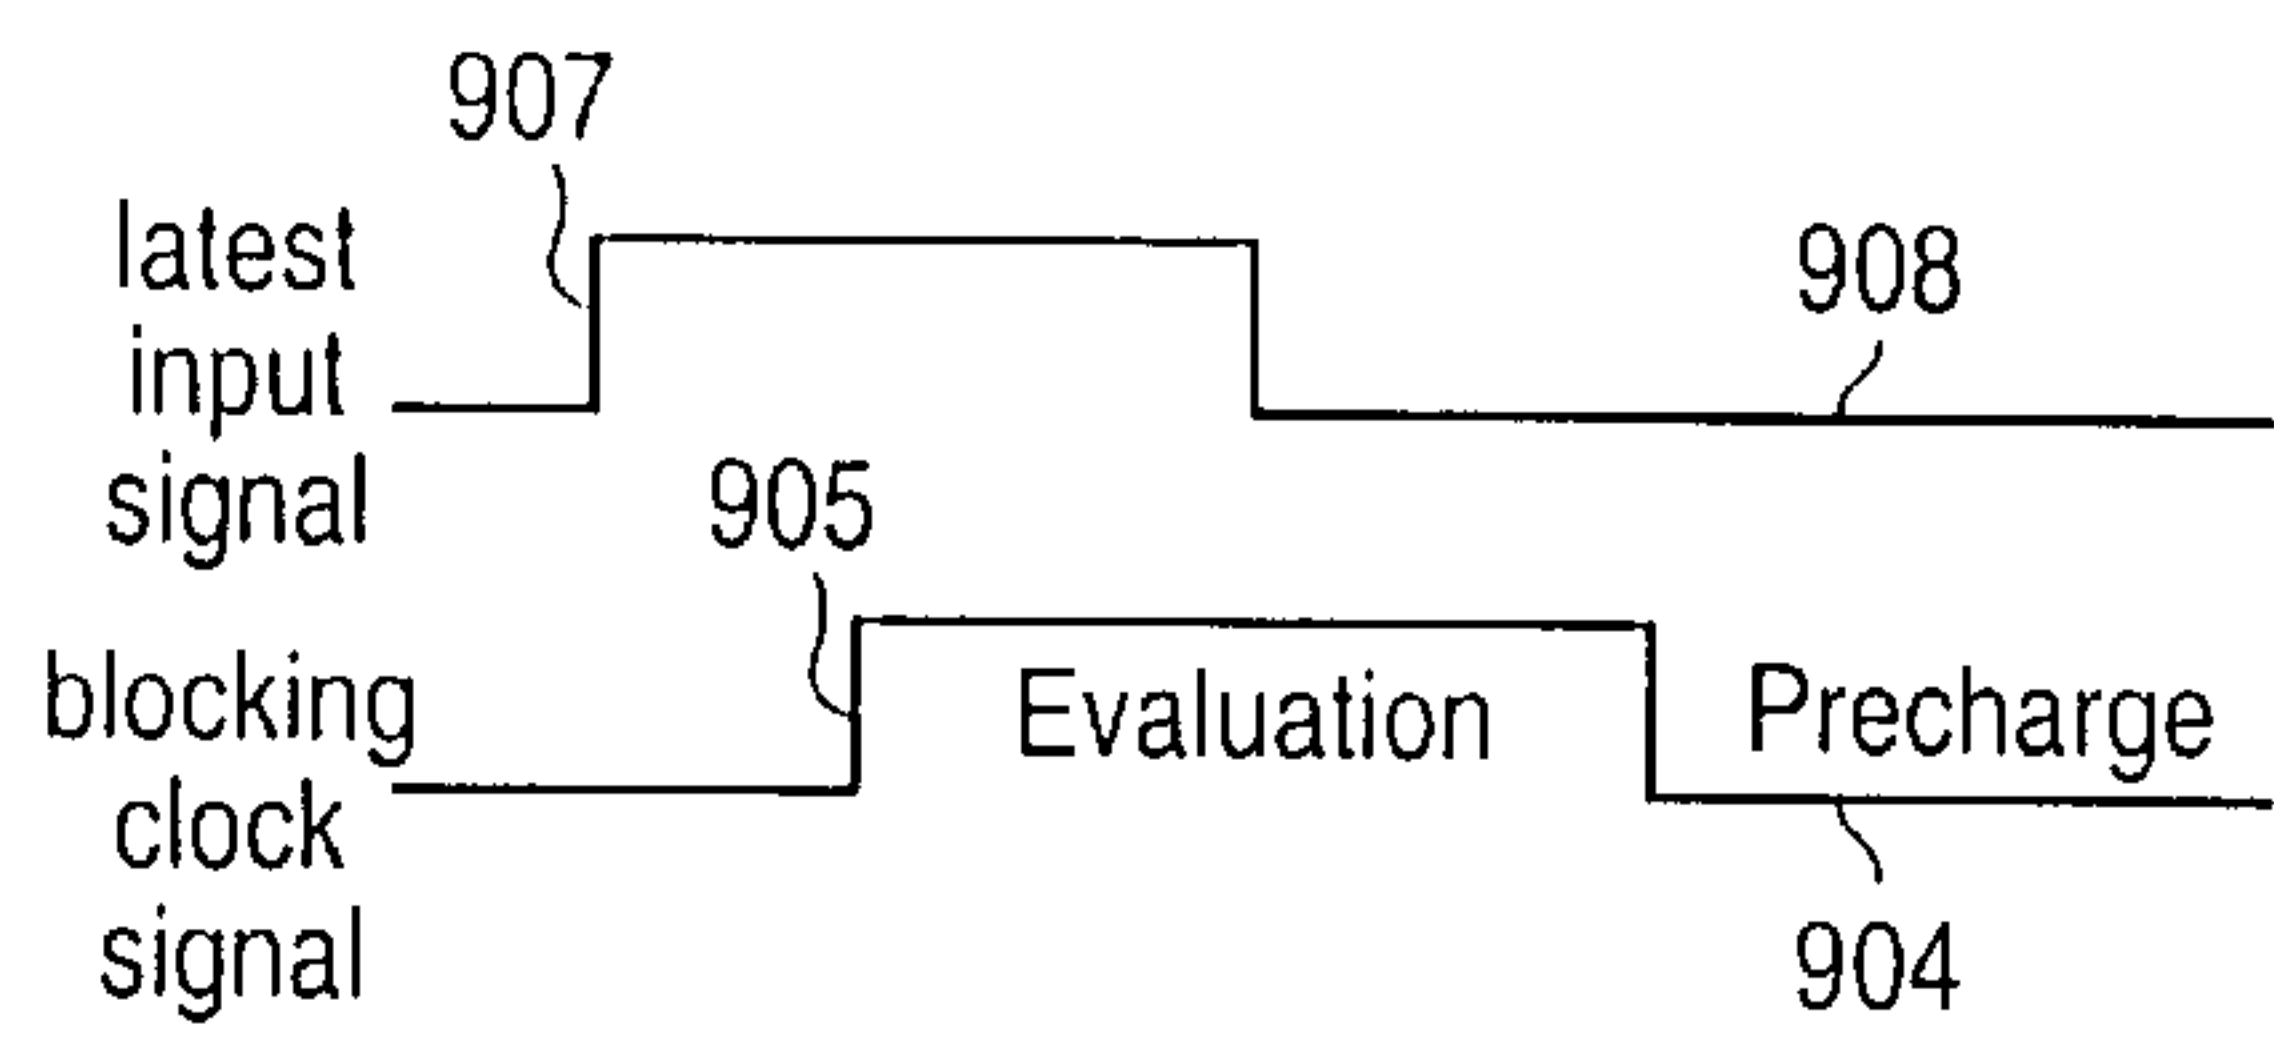 907
latest
input
signal
908
905
blocking
clock
signal
Evaluation
Precharge
904